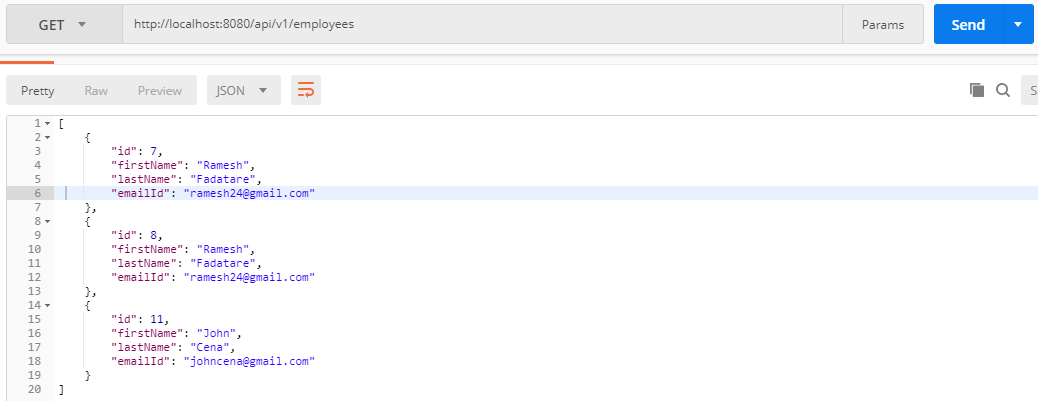 GET http://localhost:8080/api/v1/employees Params Send
Pretty Raw Preview JSON
1 [
2 {
3 "id": 7,
4 "firstName": "Ramesh",
5 "lastName": "Fadatare",
6 "emailId": "ramesh24@gmail.com"
7 },
8 {
9 "id": 8,
10 "firstName": "Ramesh",
11 "lastName": "Fadatare",
12 "emailId": "ramesh24@gmail.com"
13 },
14 {
15 "id": 11,
16 "firstName": "John",
17 "lastName": "Cena",
18 "emailId": "johncena@gmail.com"
19 }
20 ]